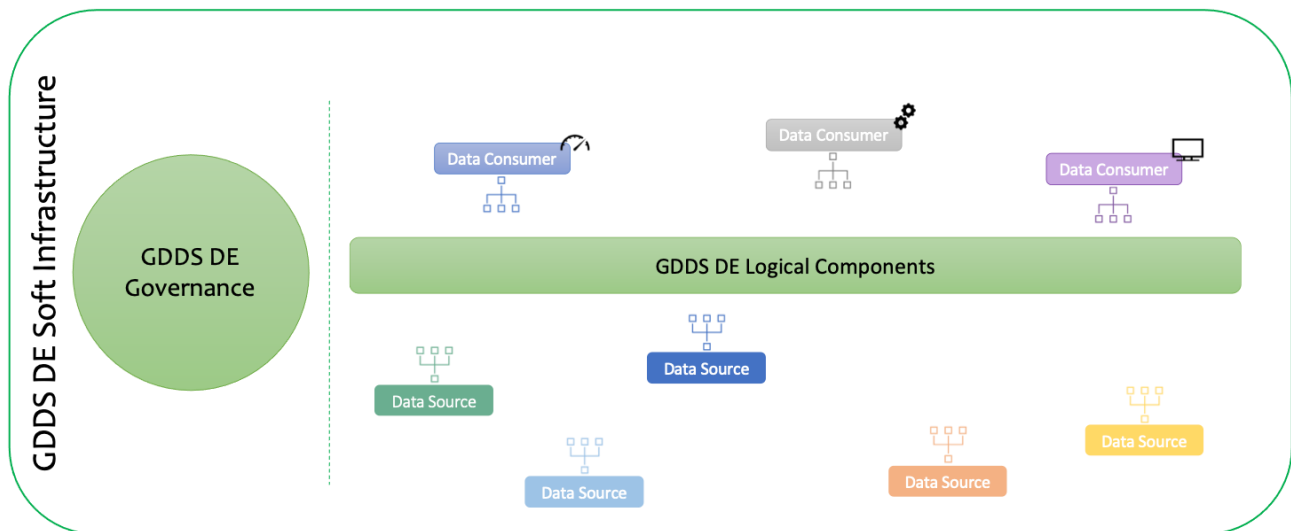 GDDS DE Soft Infrastructure
GDDS DE
Governance
Data Consumer
Data Consumer
Data Consumer
GDDS DE Logical Components
Data Source
Data Source
Data Source
Data Source
Data Source